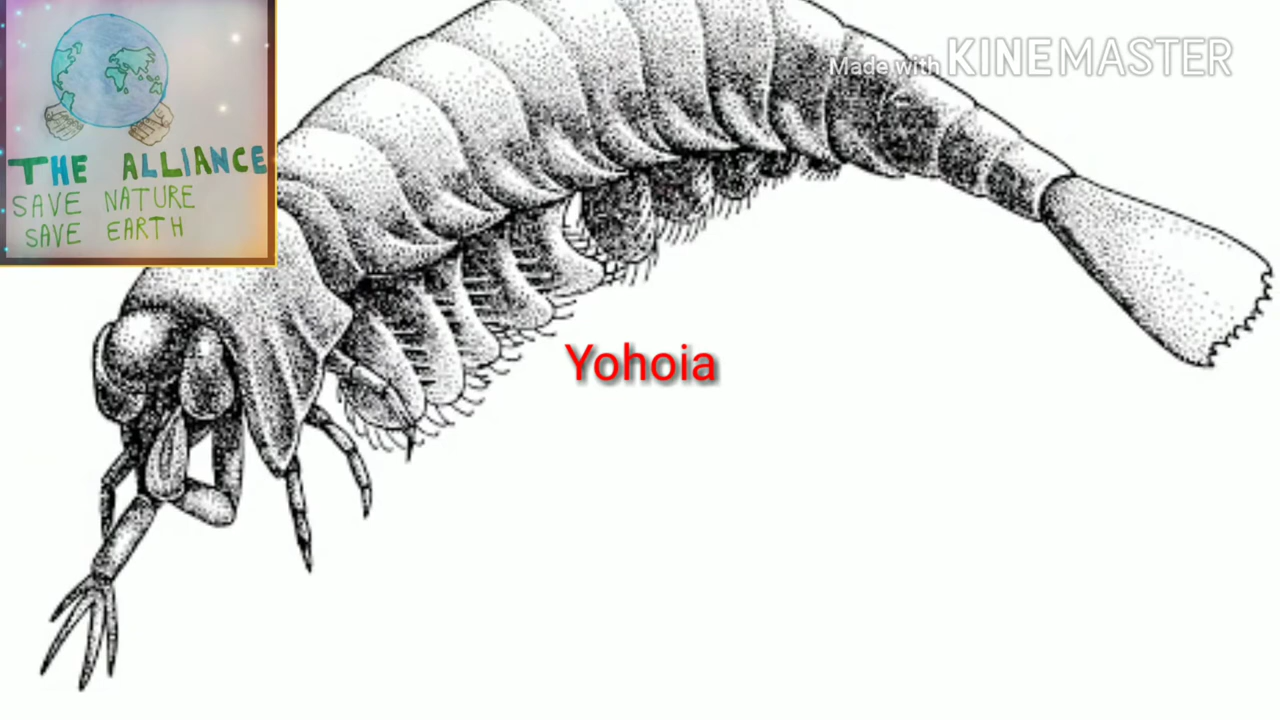 THE ALLIANCE
SAVE NATURE
SAVE EARTH
Made with KINEMASTER
Yohoia